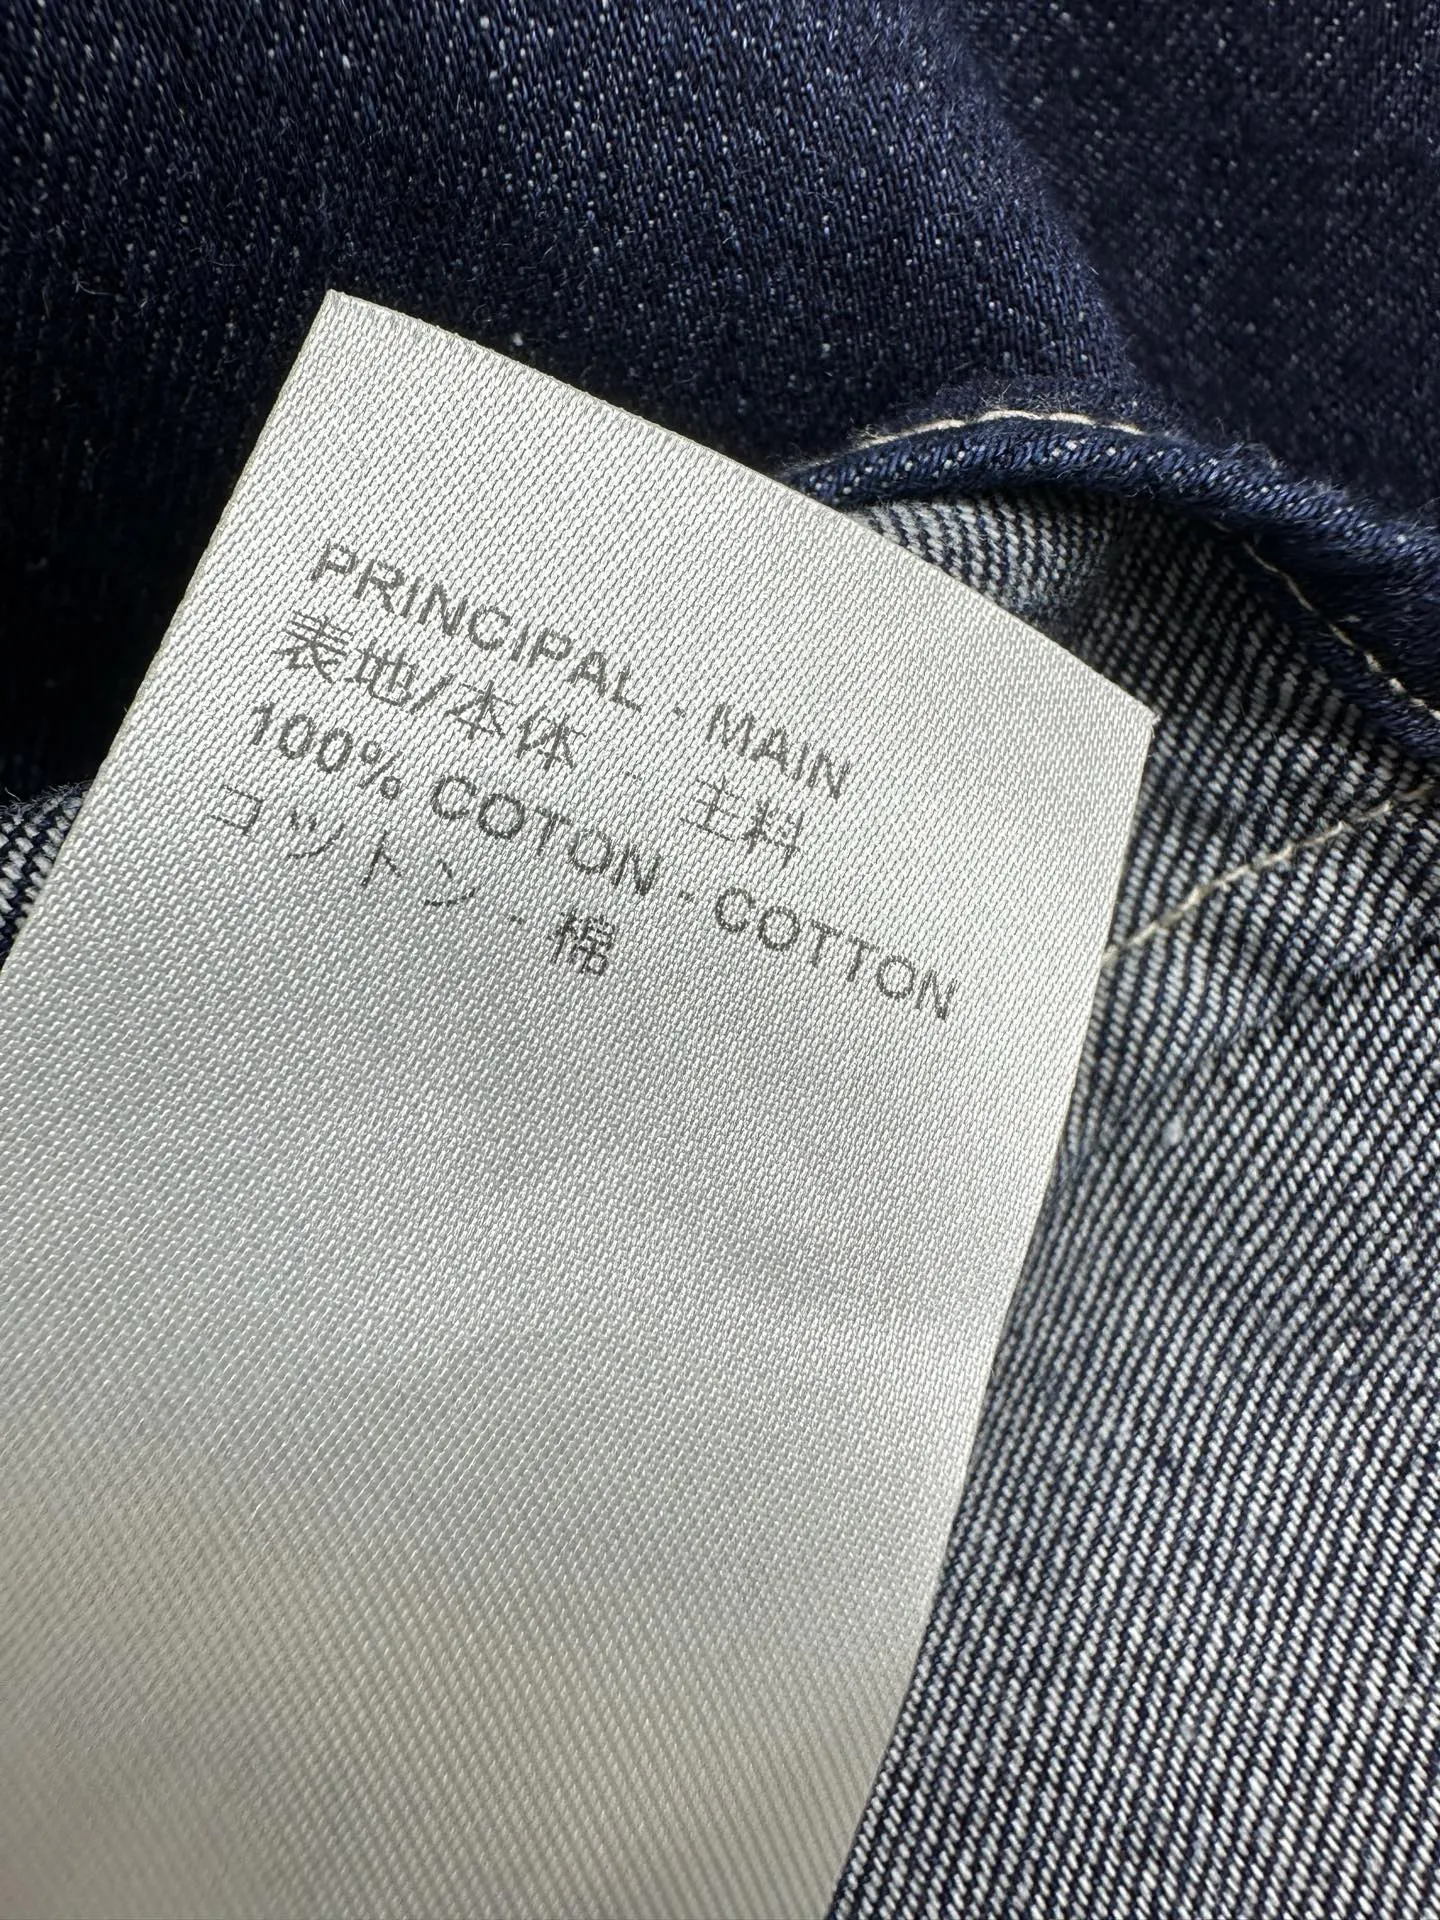 PRINCIPAL - MAIN
表地/本体 - 主料
100% COTON - COTTON
コットン - 棉